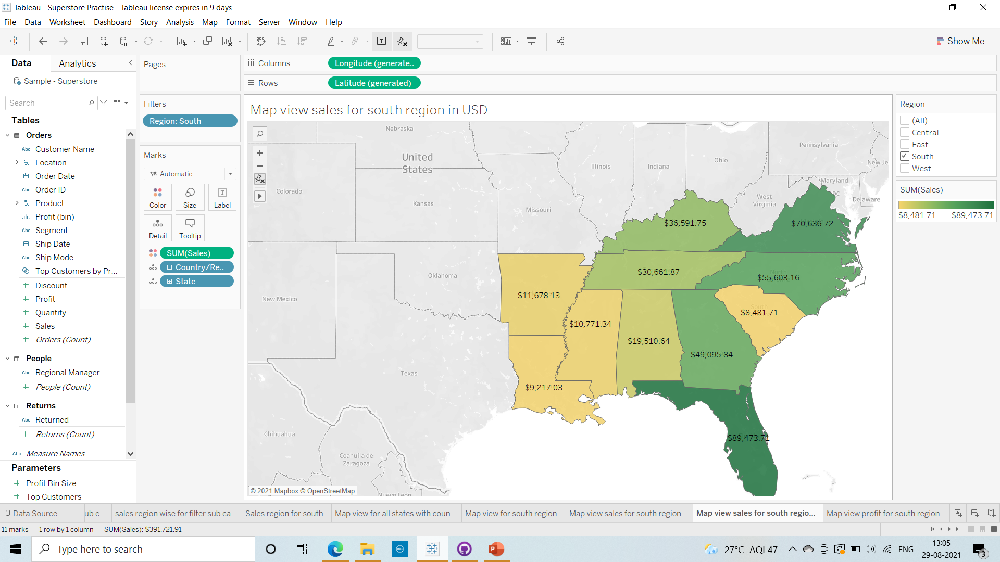 Tableau - Superstore Practise - Tableau license expires in 9 days
File Data Worksheet Dashboard Story Analysis Map Format Server Window Help
Show Me
Data Analytics
Sample - Superstore
Search
Tables
Orders
Abc Customer Name
Location
Order Date
Abc Order ID
Product
Profit (bin)
Abc Segment
Ship Date
Abc Ship Mode
Top Customers by Pr...
# Discount
# Profit
# Quantity
# Sales
# Orders (Count)
People
Abc Regional Manager
# People (Count)
Returns
Abc Returned
# Returns (Count)
Abc Measure Names
Parameters
# Profit Bin Size
# Top Customers
Pages
Filters
Region: South
Marks
Automatic
Color Size Label
Detail Tooltip
SUM(Sales)
Country/Re..
State
Columns
Longitude (generate..
Rows
Latitude (generated)
Map view sales for south region in USD
Nebraska
United
States
Pennsylvania
Ohio
Illinois
Indiana
New Je
Maryland
DC
Delaware
West
Virginia
Colorado
Kansas
Missouri
$36,591.75
$70,636.72
$30,661.87
$55,603.16
Oklahoma
New Mexico
$11,678.13
$10,771.34
$8,481.71
$19,510.64
$49,095.84
Texas
$9,217.03
$89,473.71
Chihuahua
Coahuila de
Zaragoza
Nuevo León
© 2021 Mapbox © OpenStreetMap
Region
(All)
Central
East
South
West
SUM(Sales)
$8,481.71 $89,473.71
Data Source
ub c...
sales region wise for filter sub ca...
Sales region for south
Map view for all states with coun...
Map view for south region
Map view sales for south region
Map view sales for south regio...
Map view profit for south region
11 marks 1 row by 1 column SUM(Sales): $391,721.91
Type here to search
DELL
27°C AQI 47
ENG
13:05
29-08-2021
3